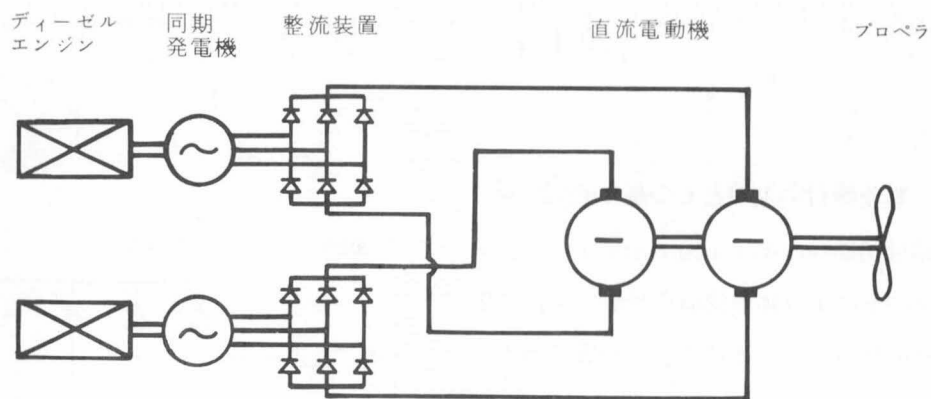 ディーゼル
エンジン
同期
発電機
整流装置
直流電動機
プロペラ